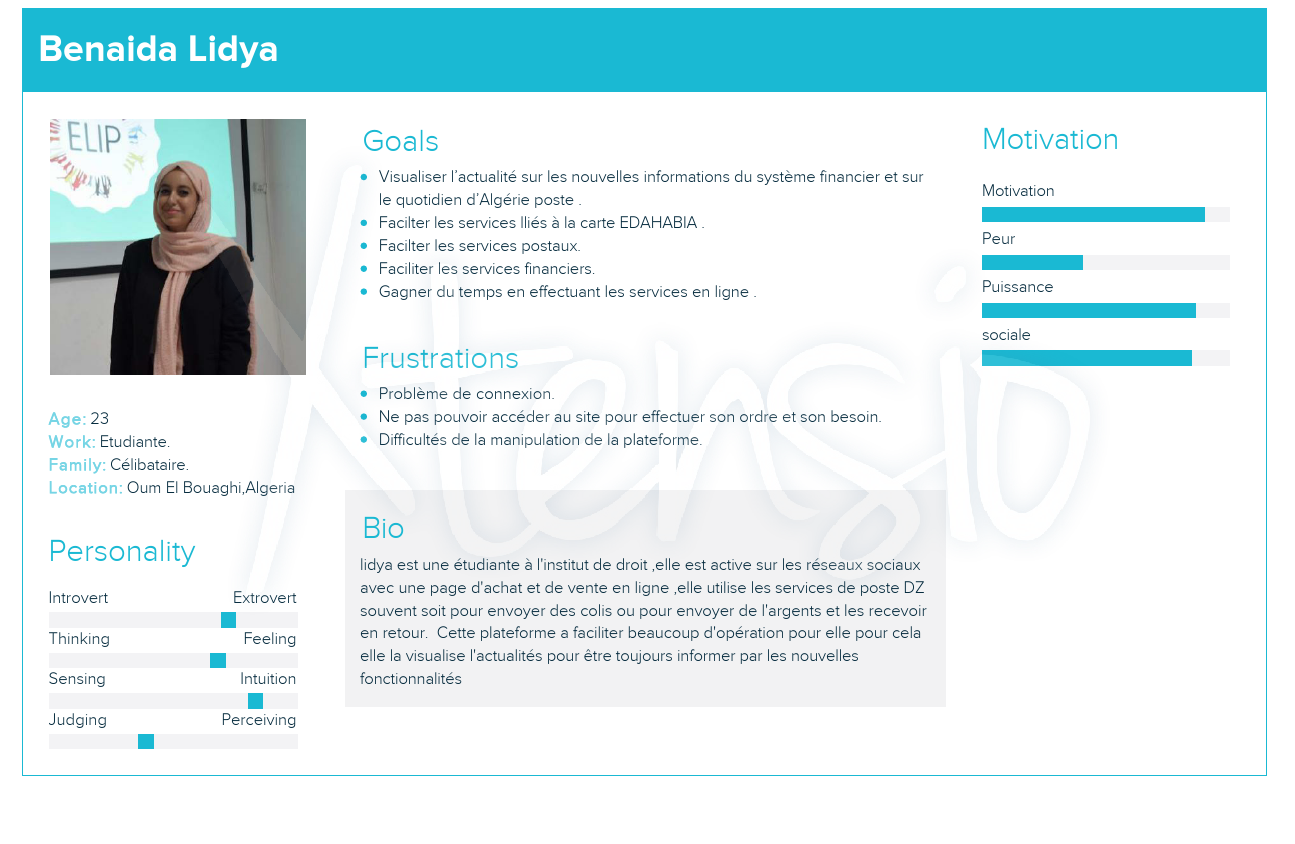 Benaida Lidya
ELIP
Age: 23
Work: Etudiante.
Family: Célibataire.
Location: Oum El Bouaghi,Algeria
Personality
Introvert Extrovert
Thinking Feeling
Sensing Intuition
Judging Perceiving
Goals
Visualiser l’actualité sur les nouvelles informations du système financier et sur
le quotidien d’Algérie poste .
Facilter les services lliés à la carte EDAHABIA .
Facilter les services postaux.
Faciliter les services financiers.
Gagner du temps en effectuant les services en ligne .
Frustrations
Problème de connexion.
Ne pas pouvoir accéder au site pour effectuer son ordre et son besoin.
Difficultés de la manipulation de la plateforme.
Bio
lidya est une étudiante à l'institut de droit ,elle est active sur les réseaux sociaux
avec une page d'achat et de vente en ligne ,elle utilise les services de poste DZ
souvent soit pour envoyer des colis ou pour envoyer de l'argents et les recevoir
en retour.  Cette plateforme a faciliter beaucoup d'opération pour elle pour cela
elle la visualise l'actualités pour être toujours informer par les nouvelles
fonctionnalités
Motivation
Motivation
Peur
Puissance
sociale
Xtensio